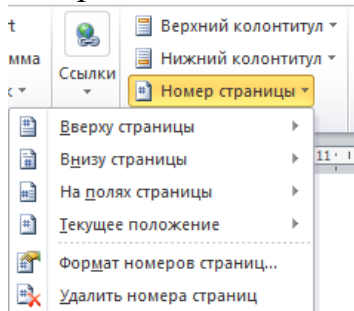 t
Верхний колонтитул
мма
Ссылки
Нижний колонтитул
к
Номер страницы
Вверху страницы
Внизу страницы
11
На полях страницы
Текущее положение
Формат номеров страниц...
Удалить номера страниц